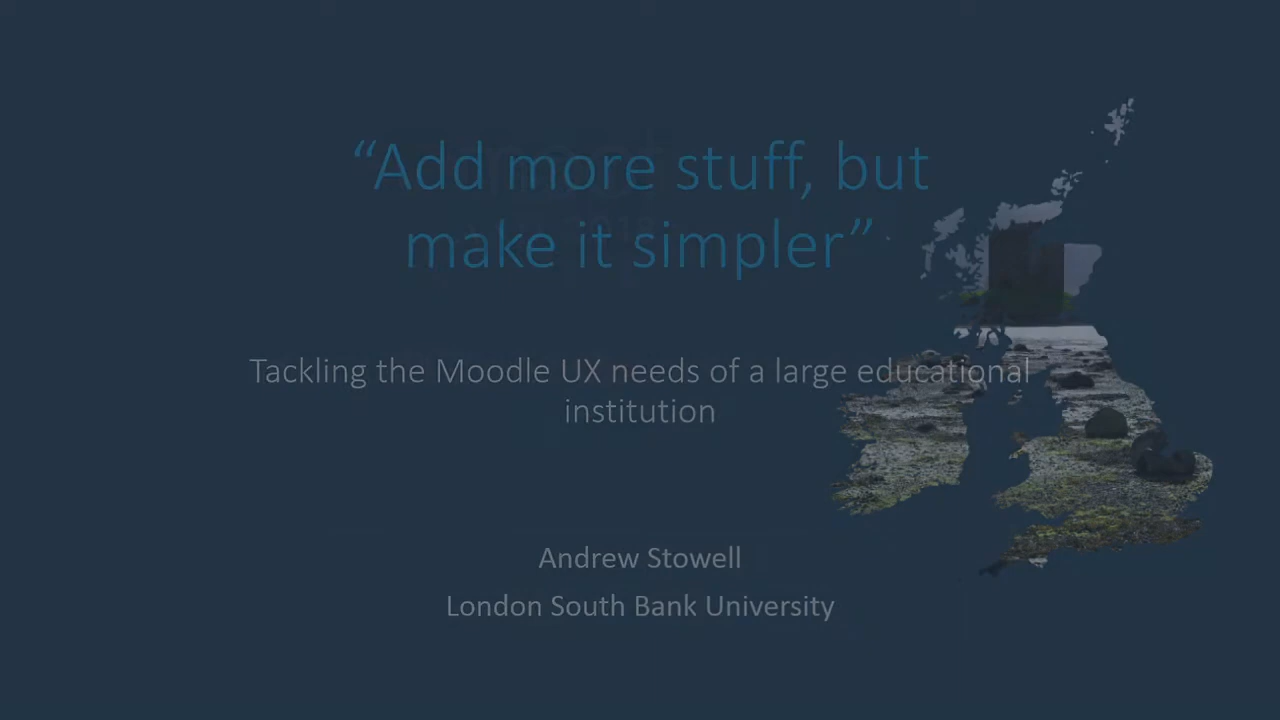 “Add more stuff, but
make it simpler”
Tackling the Moodle UX needs of a large educational
institution
Andrew Stowell
London South Bank University